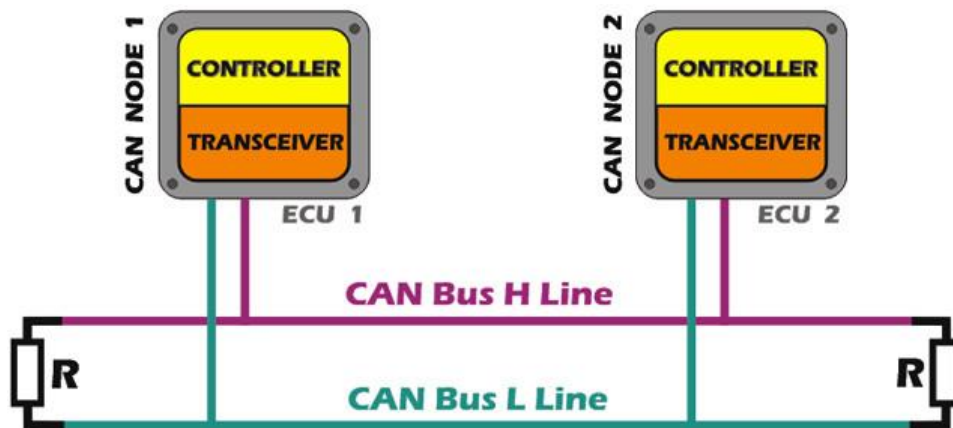 CAN NODE 1
CONTROLLER
TRANSCEIVER
ECU 1
CAN NODE 2
CONTROLLER
TRANSCEIVER
ECU 2
CAN Bus H Line
R
R
CAN Bus L Line